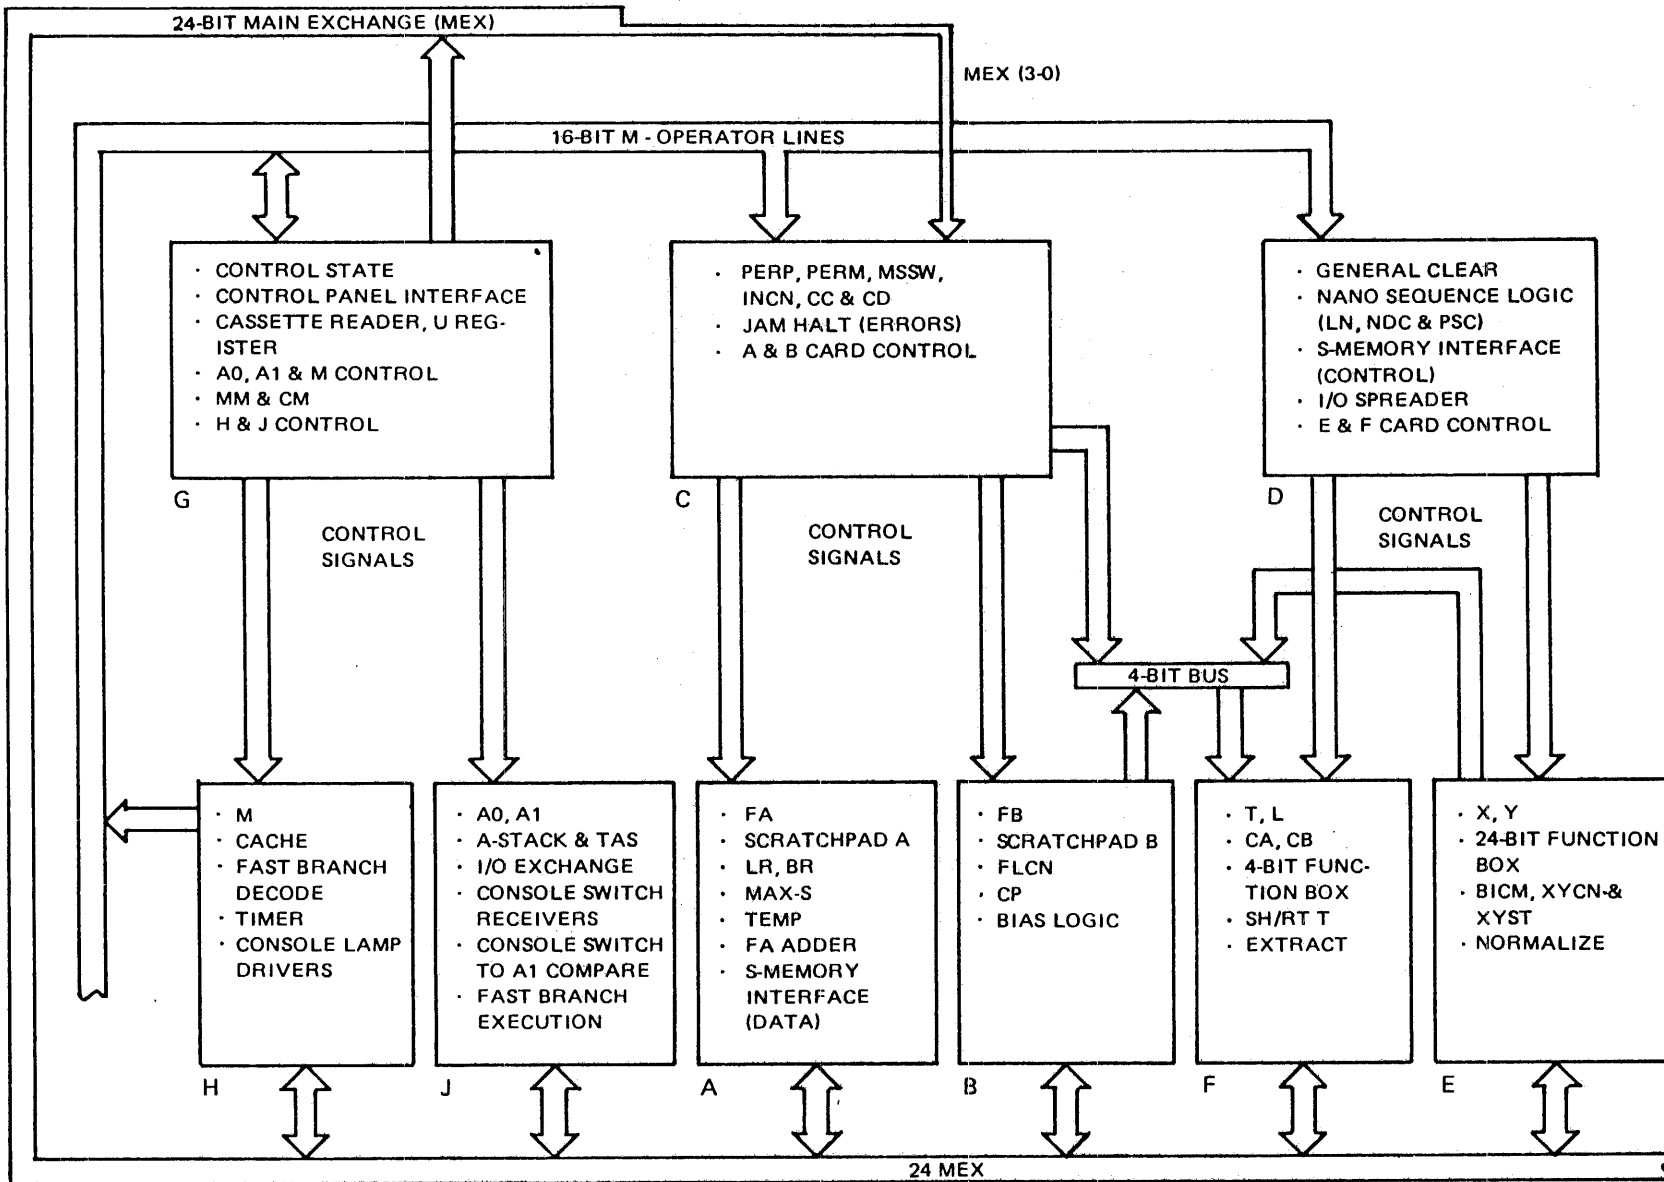 24-BIT MAIN EXCHANGE (MEX)
MEX (3-0)
16-BIT M - OPERATOR LINES
· CONTROL STATE
· CONTROL PANEL INTERFACE
· CASSETTE READER, U REG-
ISTER
· A0, A1 & M CONTROL
· MM & CM
· H & J CONTROL
G
· PERP, PERM, MSSW,
INCN, CC & CD
· JAM HALT (ERRORS)
· A & B CARD CONTROL
C
· GENERAL CLEAR
· NANO SEQUENCE LOGIC
(LN, NDC & PSC)
· S-MEMORY INTERFACE
(CONTROL)
· I/O SPREADER
· E & F CARD CONTROL
D
CONTROL
SIGNALS
CONTROL
SIGNALS
CONTROL
SIGNALS
4-BIT BUS
· M
· CACHE
· FAST BRANCH
DECODE
· TIMER
· CONSOLE LAMP
DRIVERS
H
· A0, A1
· A-STACK & TAS
· I/O EXCHANGE
· CONSOLE SWITCH
RECEIVERS
· CONSOLE SWITCH
TO A1 COMPARE
· FAST BRANCH
EXECUTION
J
· FA
· SCRATCHPAD A
· LR, BR
· MAX-S
· TEMP
· FA ADDER
· S-MEMORY
INTERFACE
(DATA)
A
· FB
· SCRATCHPAD B
· FLCN
· CP
· BIAS LOGIC
B
· T, L
· CA, CB
· 4-BIT FUNC-
TION BOX
· SH/RT T
· EXTRACT
F
· X, Y
· 24-BIT FUNCTION
BOX
· BICM, XYCN-&
XYST
· NORMALIZE
E
24 MEX